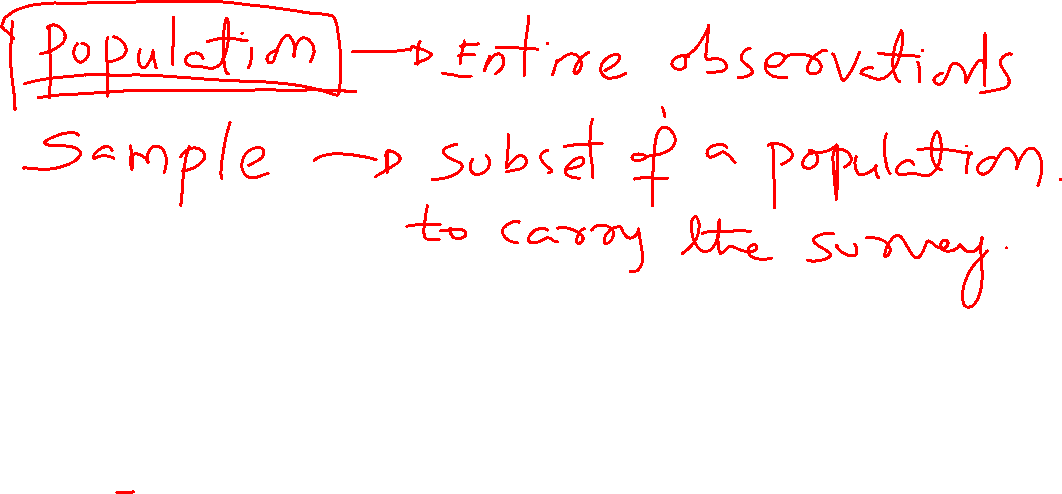 Population → Entire observations
Sample → subset of a population.
to carry the survey.